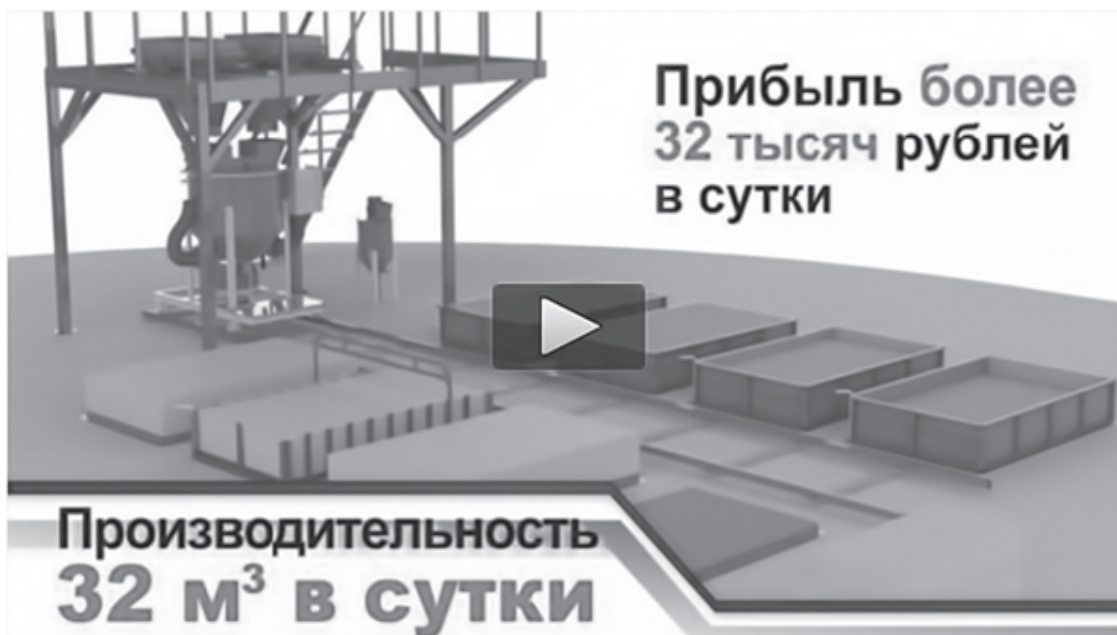 Прибыль более
32 тысяч рублей
в сутки
Производительность
32 м³ в сутки